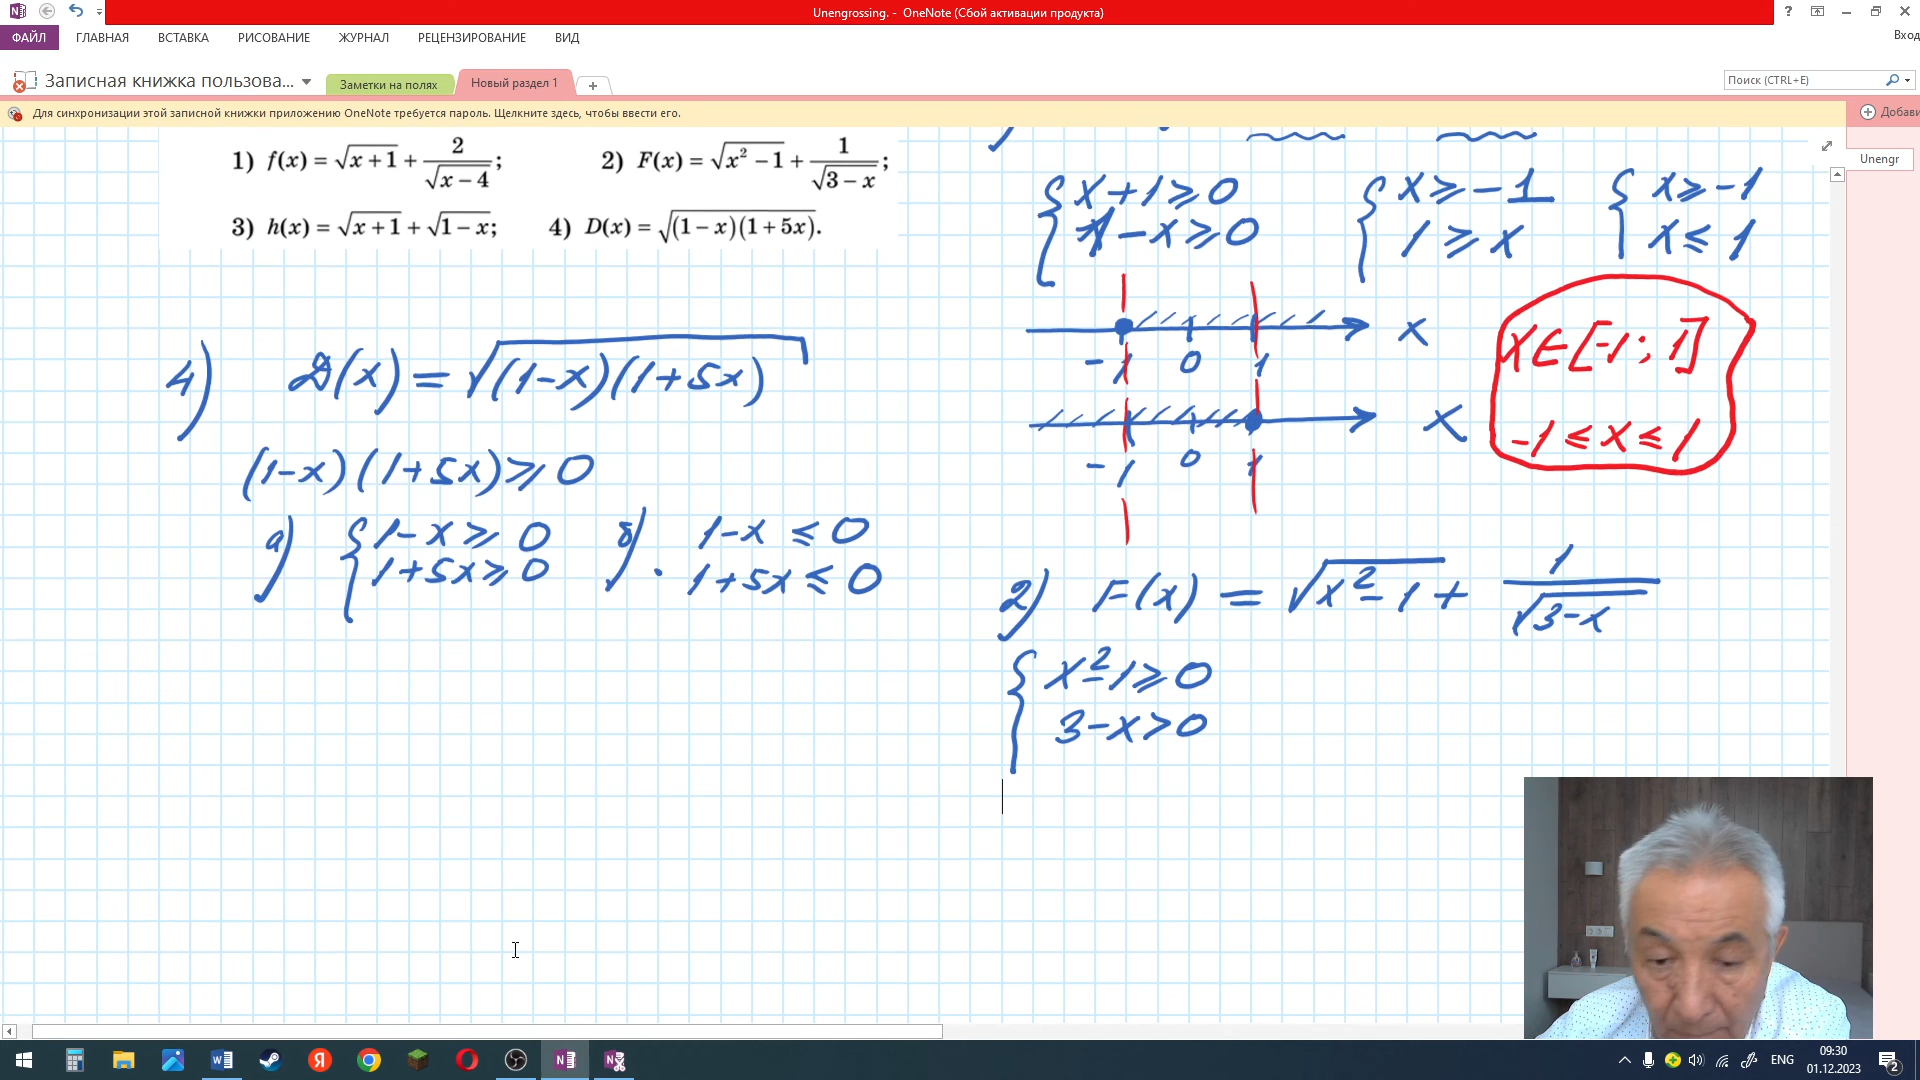 Unengrossing. - OneNote (Сбой активации продукта)
ФАЙЛ ГЛАВНАЯ ВСТАВКА РИСОВАНИЕ ЖУРНАЛ РЕЦЕНЗИРОВАНИЕ ВИД
Вход
Записная книжка пользова...
Заметки на полях
Новый раздел 1
Поиск (CTRL+E)
Для синхронизации этой записной книжки приложению OneNote требуется пароль. Щелкните здесь, чтобы ввести его.
Добави
Unengr
1) f(x) = √(x+1) + 2/√(x−4); 2) F(x) = √(x² −1) + 1/√(3−x);
3) h(x) = √(x+1) + √(1−x); 4) D(x) = √((1−x)(1+5x)).
4) D(x) = √((1-x)(1+5x))
(1-x)(1+5x) ⩾ 0
а) { 1-x ⩾ 0 б) 1-x ⩽ 0
1+5x ⩾ 0 1+5x ⩽ 0
{ x+1 ⩾ 0 { x ⩾ -1 { x ⩾ -1
1-x ⩾ 0 1 ⩾ x x ⩽ 1
x
-1 0 1
x
-1 0 1
x∈[-1; 1]
-1 ⩽ x ⩽ 1
2) F(x) = √(x²-1) + 1/√(3-x)
{ x²-1 ⩾ 0
3-x > 0
ENG
09:30
01.12.2023
2